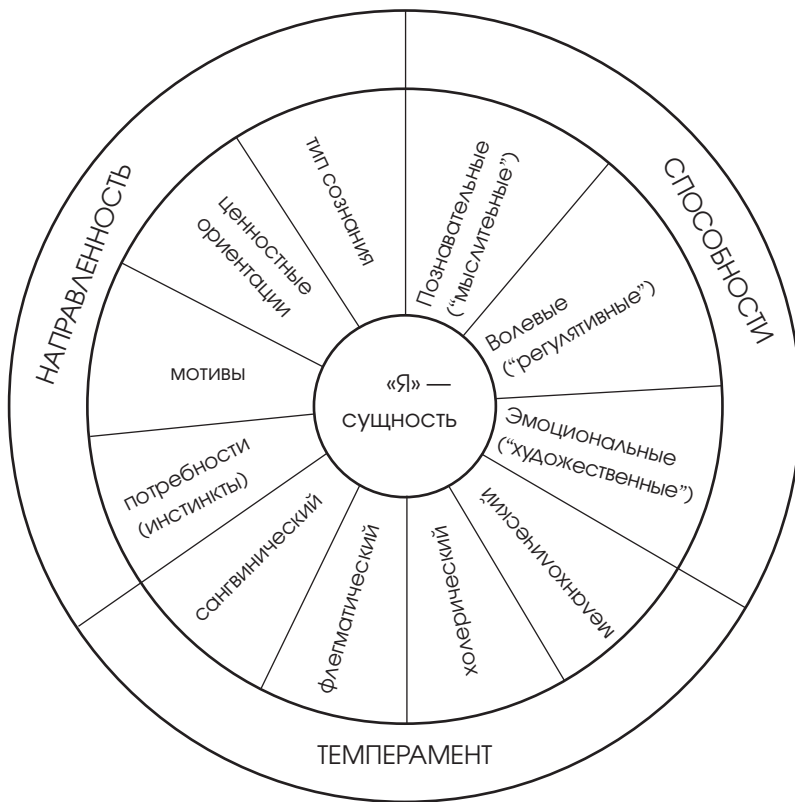 НАПРАВЛЕННОСТЬ
СПОСОБНОСТИ
ТЕМПЕРАМЕНТ
тип сознания
ценностные
ориентации
мотивы
потребности
(инстинкты)
Познавательные
(“мыслитеьные”)
Волевые
(“регулятивные”)
Эмоциональные
(“художественные”)
меланхолический
холерический
флегматический
сангвинический
«Я» —
сущность